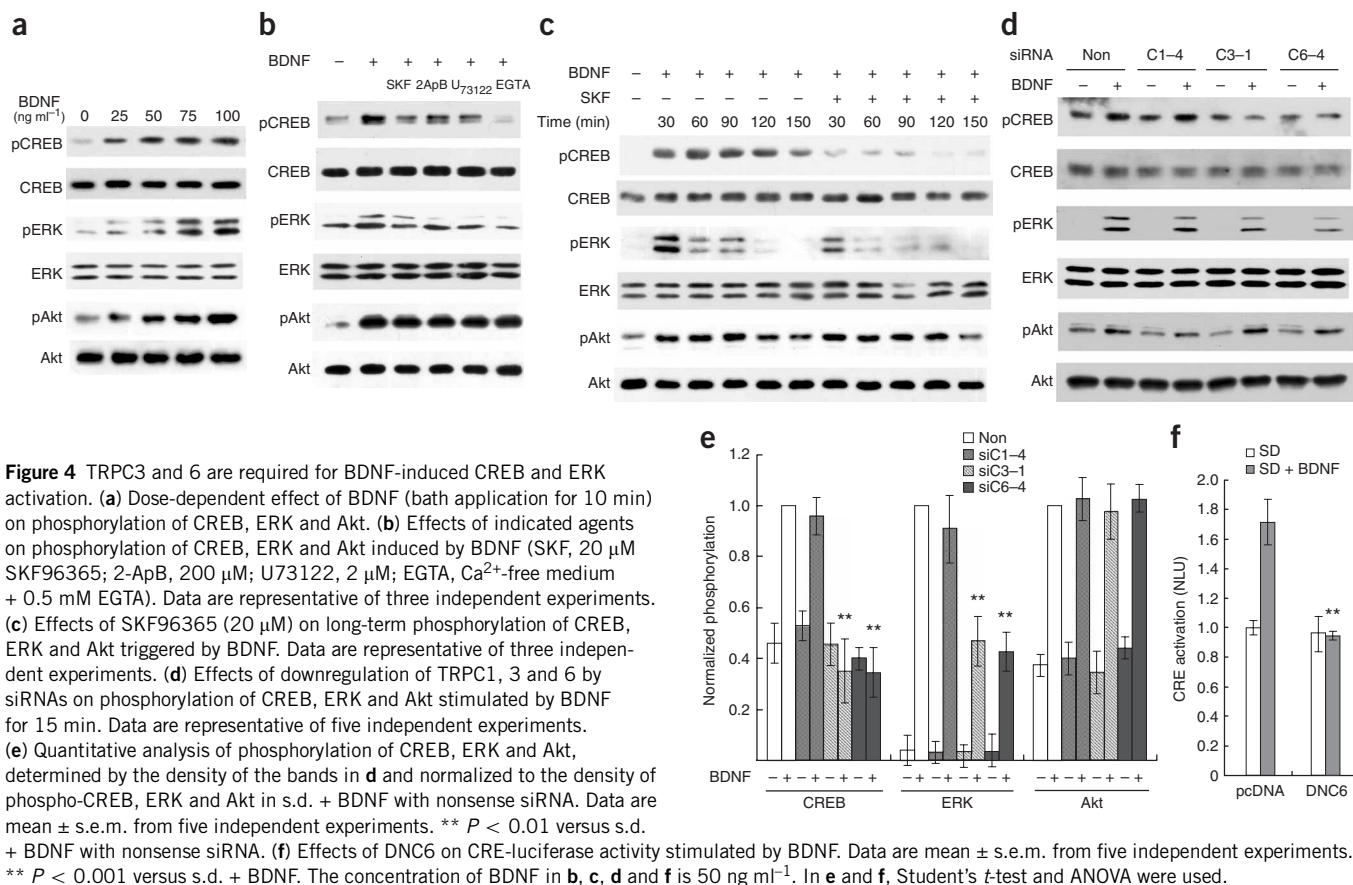 a
BDNF
(ng ml⁻¹)
0 25 50 75 100
pCREB
CREB
pERK
ERK
pAkt
Akt
b
BDNF – + + + + +
SKF 2ApB U73122 EGTA
pCREB
CREB
pERK
ERK
pAkt
Akt
c
BDNF – + + + + + + + + + +
SKF – – – – – – + + + + +
Time (min) 30 60 90 120 150 30 60 90 120 150
pCREB
CREB
pERK
ERK
pAkt
Akt
d
siRNA Non C1–4 C3–1 C6–4
BDNF – + – + – + – +
pCREB
CREB
pERK
ERK
pAkt
Akt
Figure 4 TRPC3 and 6 are required for BDNF-induced CREB and ERK
activation. (a) Dose-dependent effect of BDNF (bath application for 10 min)
on phosphorylation of CREB, ERK and Akt. (b) Effects of indicated agents
on phosphorylation of CREB, ERK and Akt induced by BDNF (SKF, 20 μM
SKF96365; 2-ApB, 200 μM; U73122, 2 μM; EGTA, Ca²⁺-free medium
+ 0.5 mM EGTA). Data are representative of three independent experiments.
(c) Effects of SKF96365 (20 μM) on long-term phosphorylation of CREB,
ERK and Akt triggered by BDNF. Data are representative of three indepen-
dent experiments. (d) Effects of downregulation of TRPC1, 3 and 6 by
siRNAs on phosphorylation of CREB, ERK and Akt stimulated by BDNF
for 15 min. Data are representative of five independent experiments.
(e) Quantitative analysis of phosphorylation of CREB, ERK and Akt,
determined by the density of the bands in d and normalized to the density of
phospho-CREB, ERK and Akt in s.d. + BDNF with nonsense siRNA. Data are
mean ± s.e.m. from five independent experiments. ** P < 0.01 versus s.d.
+ BDNF with nonsense siRNA. (f) Effects of DNC6 on CRE-luciferase activity stimulated by BDNF. Data are mean ± s.e.m. from five independent experiments.
** P < 0.001 versus s.d. + BDNF. The concentration of BDNF in b, c, d and f is 50 ng ml⁻¹. In e and f, Student's t-test and ANOVA were used.
e
Non
siC1–4
siC3–1
siC6–4
Normalized phosphorylation
1.2
1.0
0.8
0.6
0.4
0.2
** ** ** **
BDNF – + – + – + – + – + – + – + – + – + – + – + – +
CREB ERK Akt
f
SD
SD + BDNF
CRE activation (NLU)
2.0
1.8
1.6
1.4
1.2
1.0
0.8
0.6
0.4
0.2
0
**
pcDNA DNC6